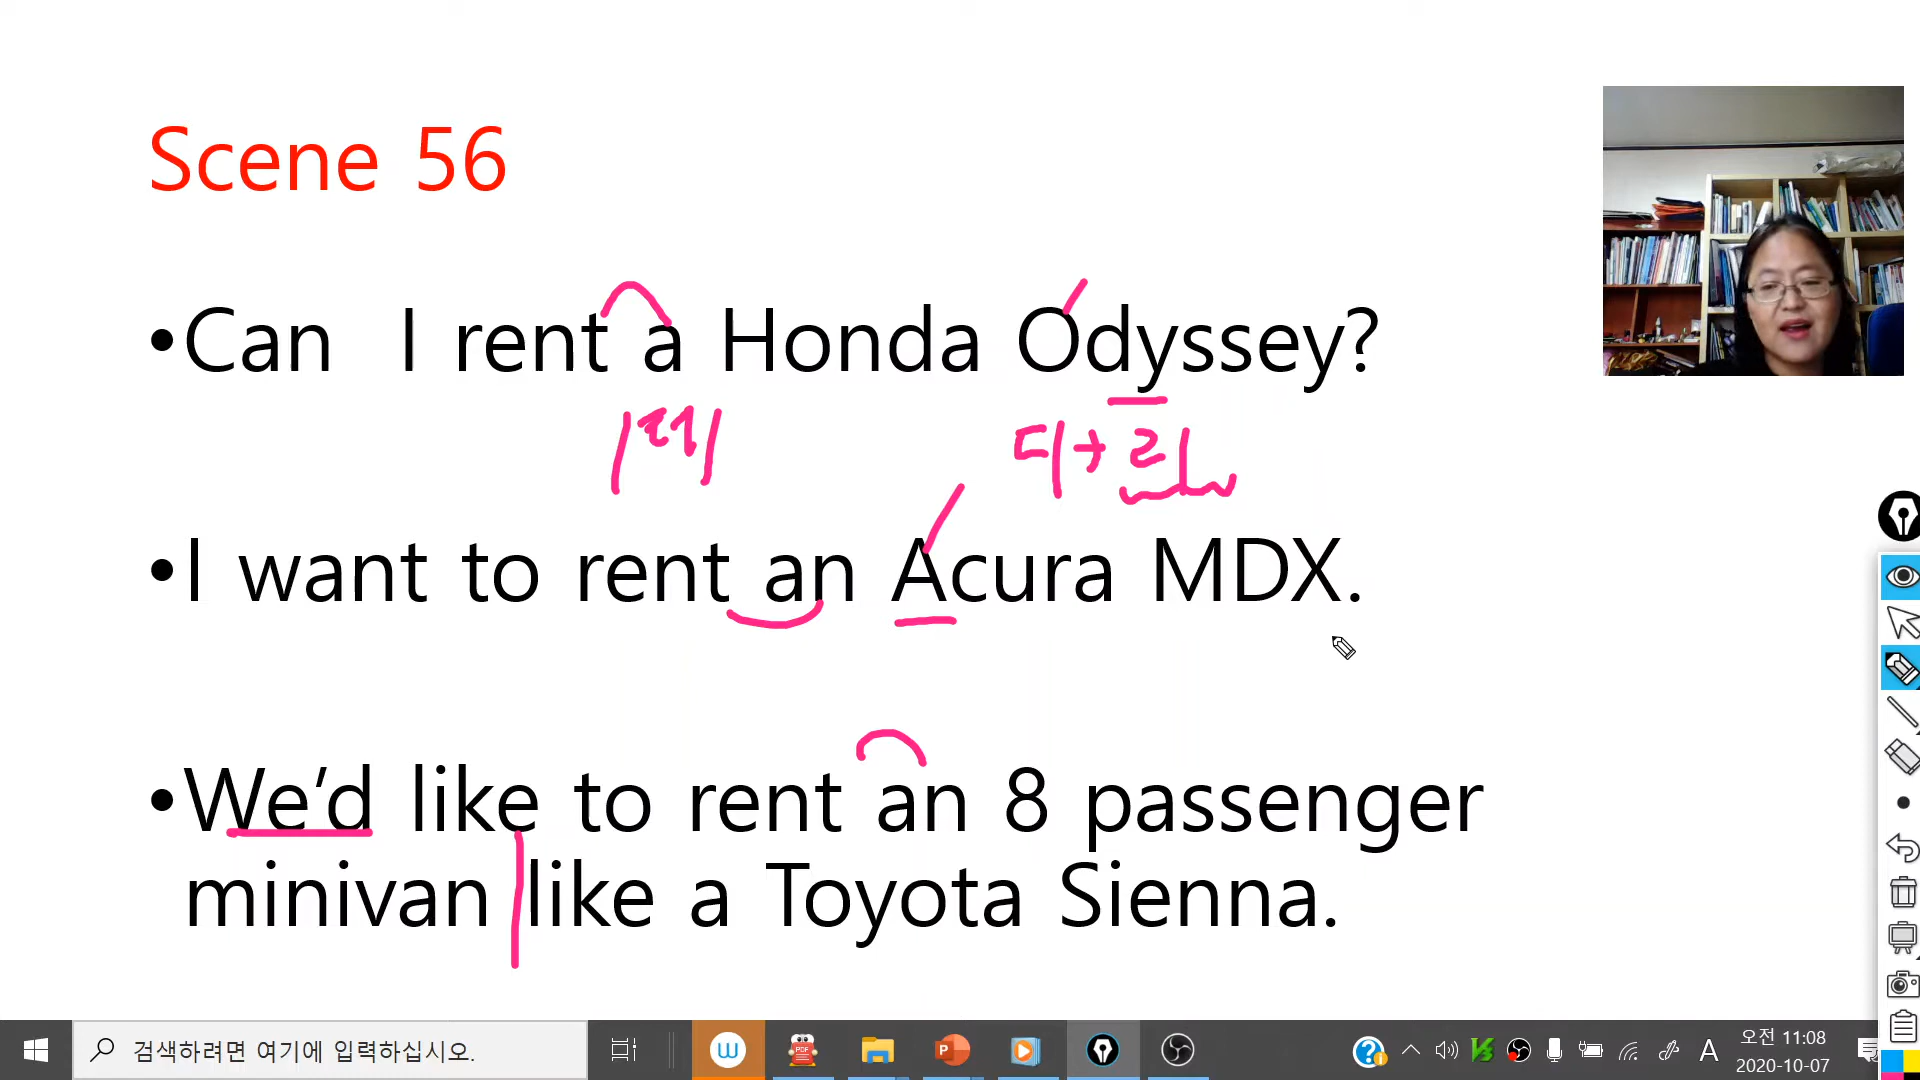 Scene 56
•Can I rent a Honda Odyssey?
디+리
•I want to rent an Acura MDX.
•We'd like to rent an 8 passenger
minivan like a Toyota Sienna.
검색하려면 여기에 입력하십시오.
W
PDF
P
A
오전 11:08
2020-10-07